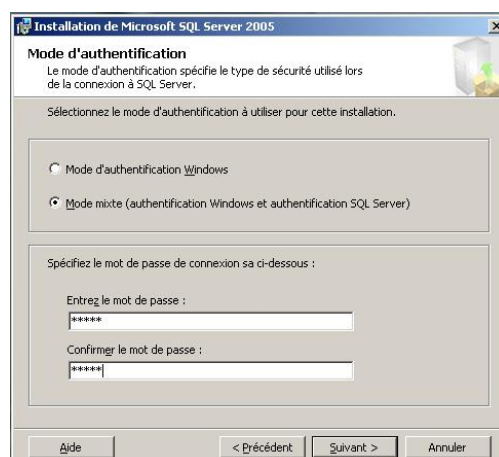 Installation de Microsoft SQL Server 2005
Mode d'authentification
Le mode d'authentification spécifie le type de sécurité utilisé lors
de la connexion à SQL Server.
Sélectionnez le mode d'authentification à utiliser pour cette installation.
Mode d'authentification Windows
Mode mixte (authentification Windows et authentification SQL Server)
Spécifiez le mot de passe de connexion sa ci-dessous :
Entrez le mot de passe :
*****
Confirmer le mot de passe :
*****
Aide
< Précédent
Suivant >
Annuler